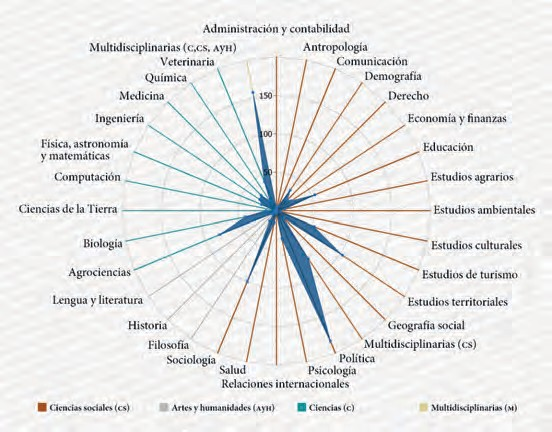 Administración y contabilidad
Multidisciplinarias (C,CS, AYH)
Antropología
Veterinaria
Comunicación
Química
Demografía
Medicina
Derecho
Ingeniería
Economía y finanzas
Física, astronomía
y matemáticas
Educación
Computación
Estudios agrarios
Ciencias de la Tierra
Estudios ambientales
Biología
Estudios culturales
Agrociencias
Estudios de turismo
Lengua y literatura
Estudios territoriales
Historia
Geografía social
Filosofía
Multidisciplinarias (CS)
Sociología
Política
Salud
Psicología
Relaciones internacionales
150
100
50
Ciencias sociales (CS)
Artes y humanidades (AYH)
Ciencias (C)
Multidisciplinarias (M)